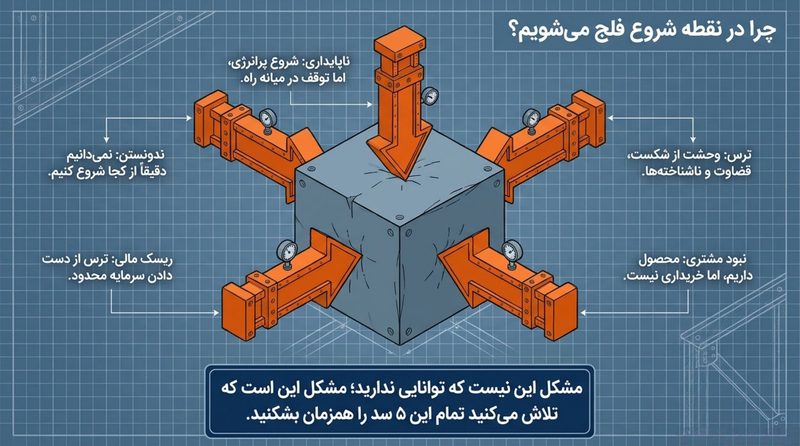 چرا در نقطه شروع فلج می‌شویم؟
ناپایداری: شروع پرانرژی،
اما توقف در میانه راه.
ترس: وحشت از شکست،
قضاوت و ناشناخته‌ها.
ندونستن: نمی‌دانیم
دقیقاً از کجا شروع کنیم.
نبود مشتری: محصول
داریم، اما خریداری نیست.
ریسک مالی: ترس از دست
دادن سرمایه محدود.
مشکل این نیست که توانایی ندارید؛ مشکل این است که
تلاش می‌کنید تمام این ۵ سد را همزمان بشکنید.